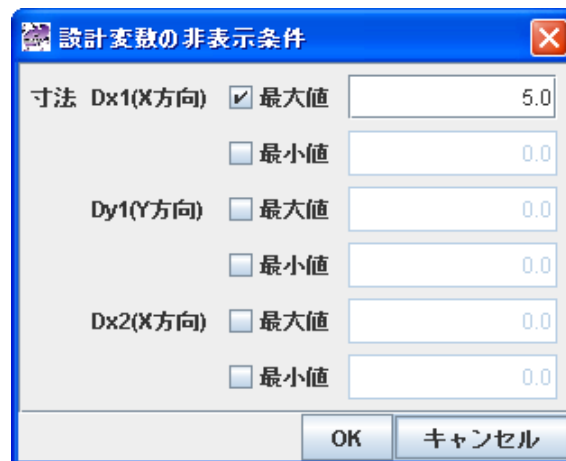 設計変数の非表示条件
寸法 Dx1(X方向) 最大値 5.0
最小値 0.0
Dy1(Y方向) 最大値 0.0
最小値 0.0
Dx2(X方向) 最大値 0.0
最小値 0.0
OK キャンセル